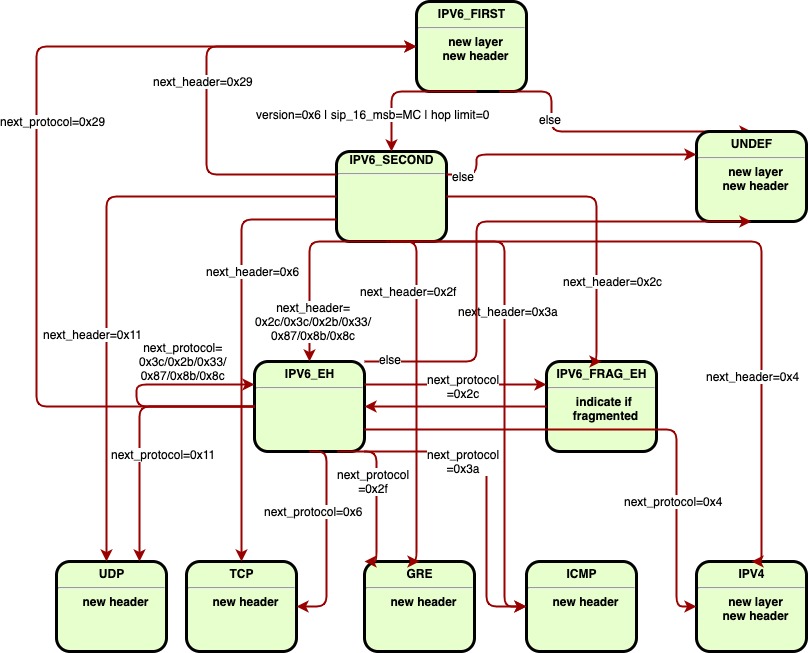 IPV6_FIRST
new layer
new header
next_header=0x29
next_protocol=0x29
version=0x6 | sip_16_msb=MC | hop limit=0
else
UNDEF
new layer
new header
IPV6_SECOND
else
next_header=0x6
next_header=0x2f
next_header=0x2c
next_header=
0x2c/0x3c/0x2b/0x33/
0x87/0x8b/0x8c
next_header=0x3a
next_header=0x11
next_protocol=
0x3c/0x2b/0x33/
0x87/0x8b/0x8c
else
IPV6_EH
IPV6_FRAG_EH
indicate if
fragmented
next_protocol
=0x2c
next_header=0x4
next_protocol=0x11
next_protocol
=0x3a
next_protocol
=0x2f
next_protocol=0x6
next_protocol=0x4
UDP
new header
TCP
new header
GRE
new header
ICMP
new header
IPV4
new layer
new header